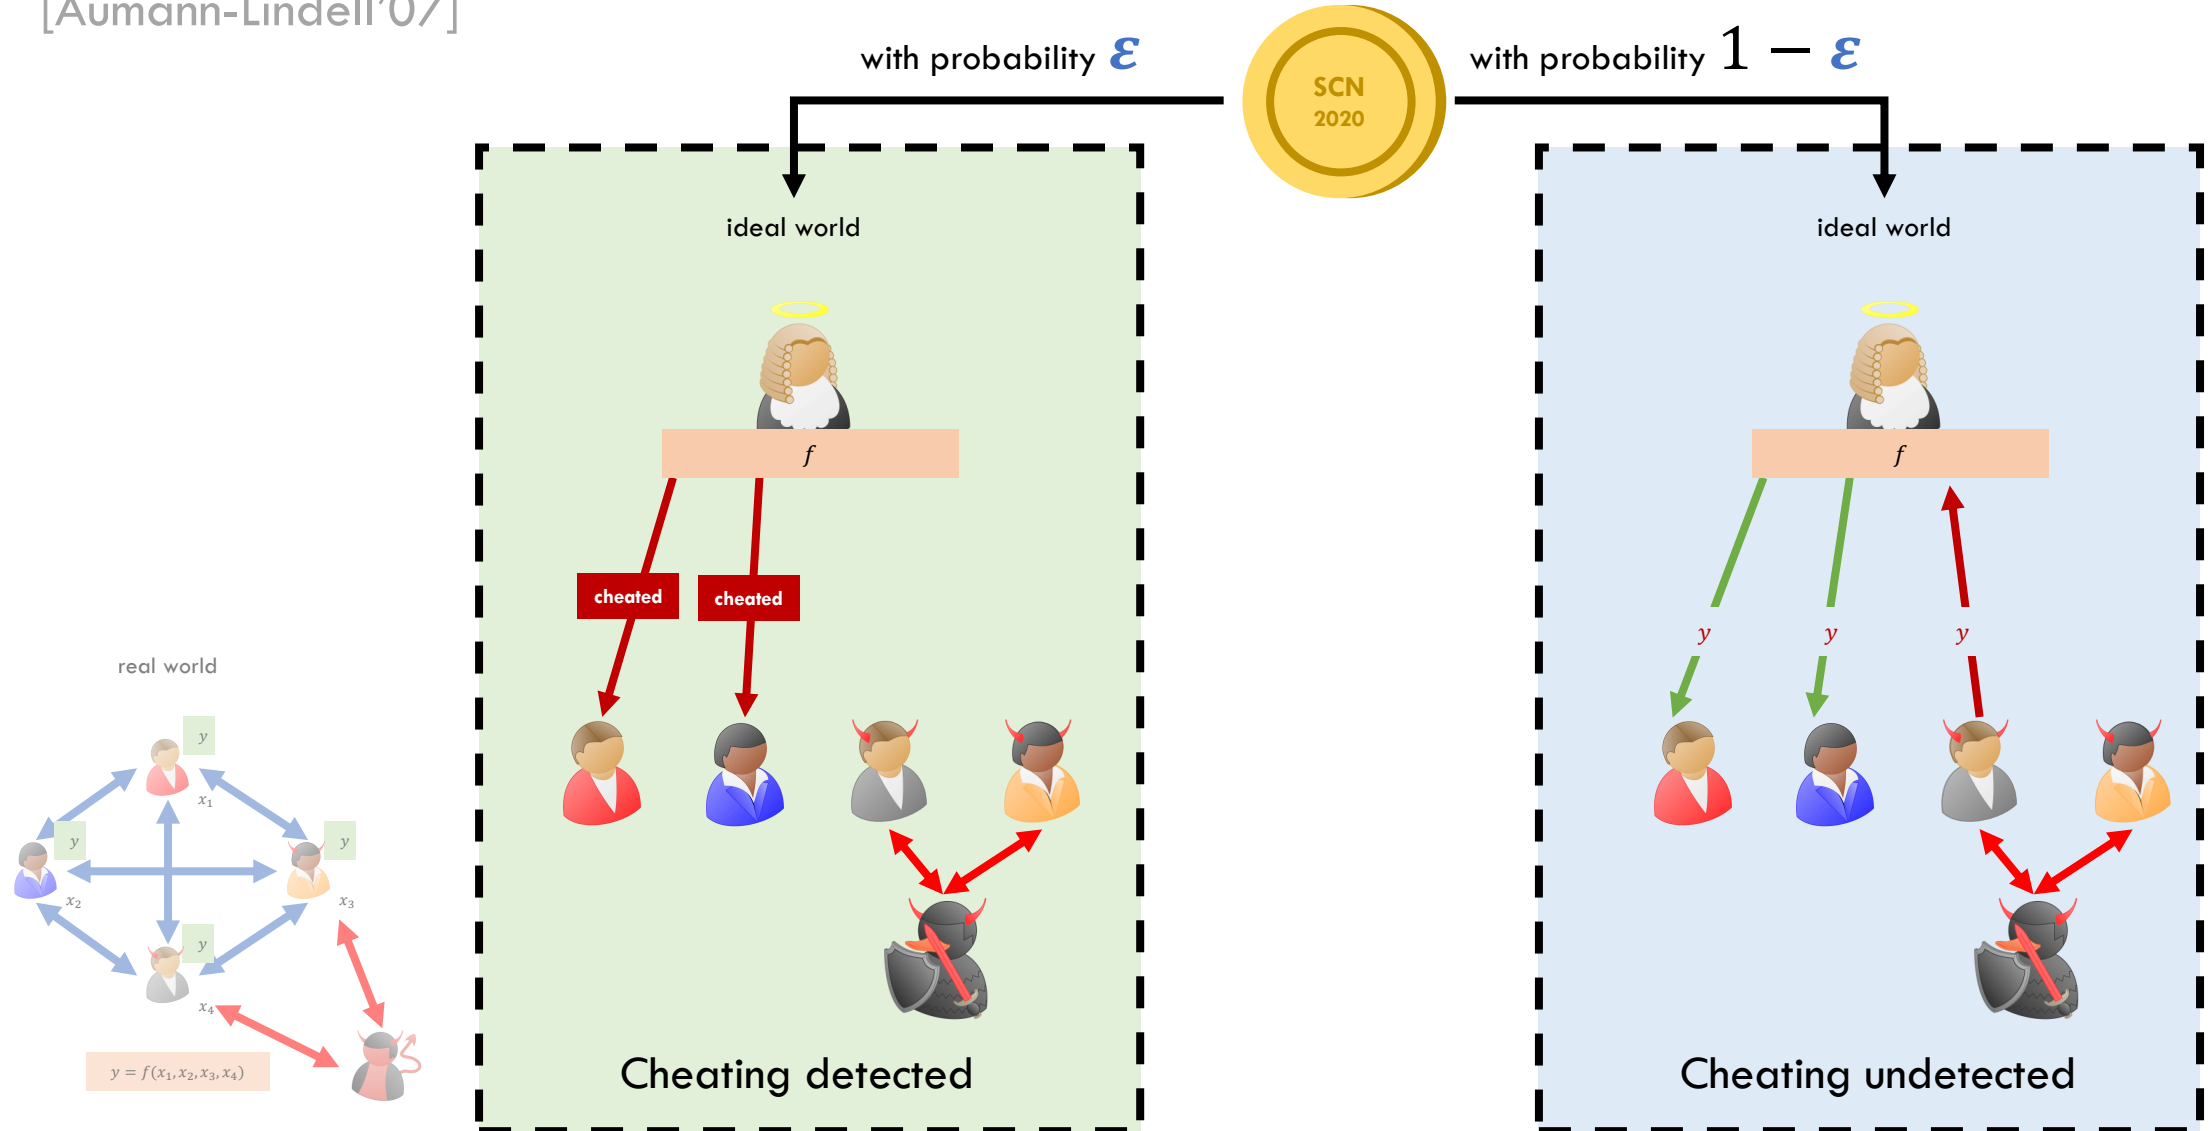 [Aumann-Lindell'07]
with probability ε
SCN
2020
with probability 1 − ε
ideal world
ideal world
f
f
cheated
cheated
y
y
y
real world
y
x₁
y
y
x₂
x₃
y
x₄
y = f(x₁, x₂, x₃, x₄)
Cheating detected
Cheating undetected